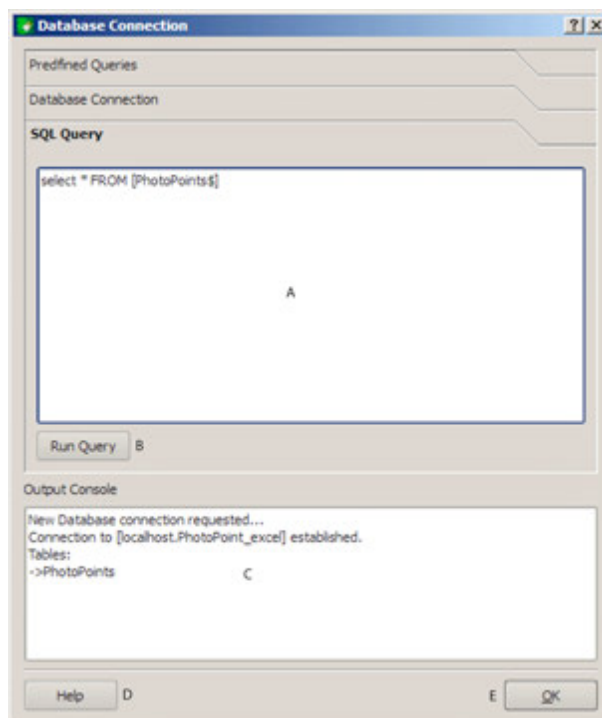 Database Connection
Predfined Queries
Database Connection
SQL Query
select * FROM [PhotoPoints$]
A
Run Query B
Output Console
New Database connection requested...
Connection to [localhost.PhotoPoint_excel] established.
Tables:
->PhotoPoints
C
Help D E OK